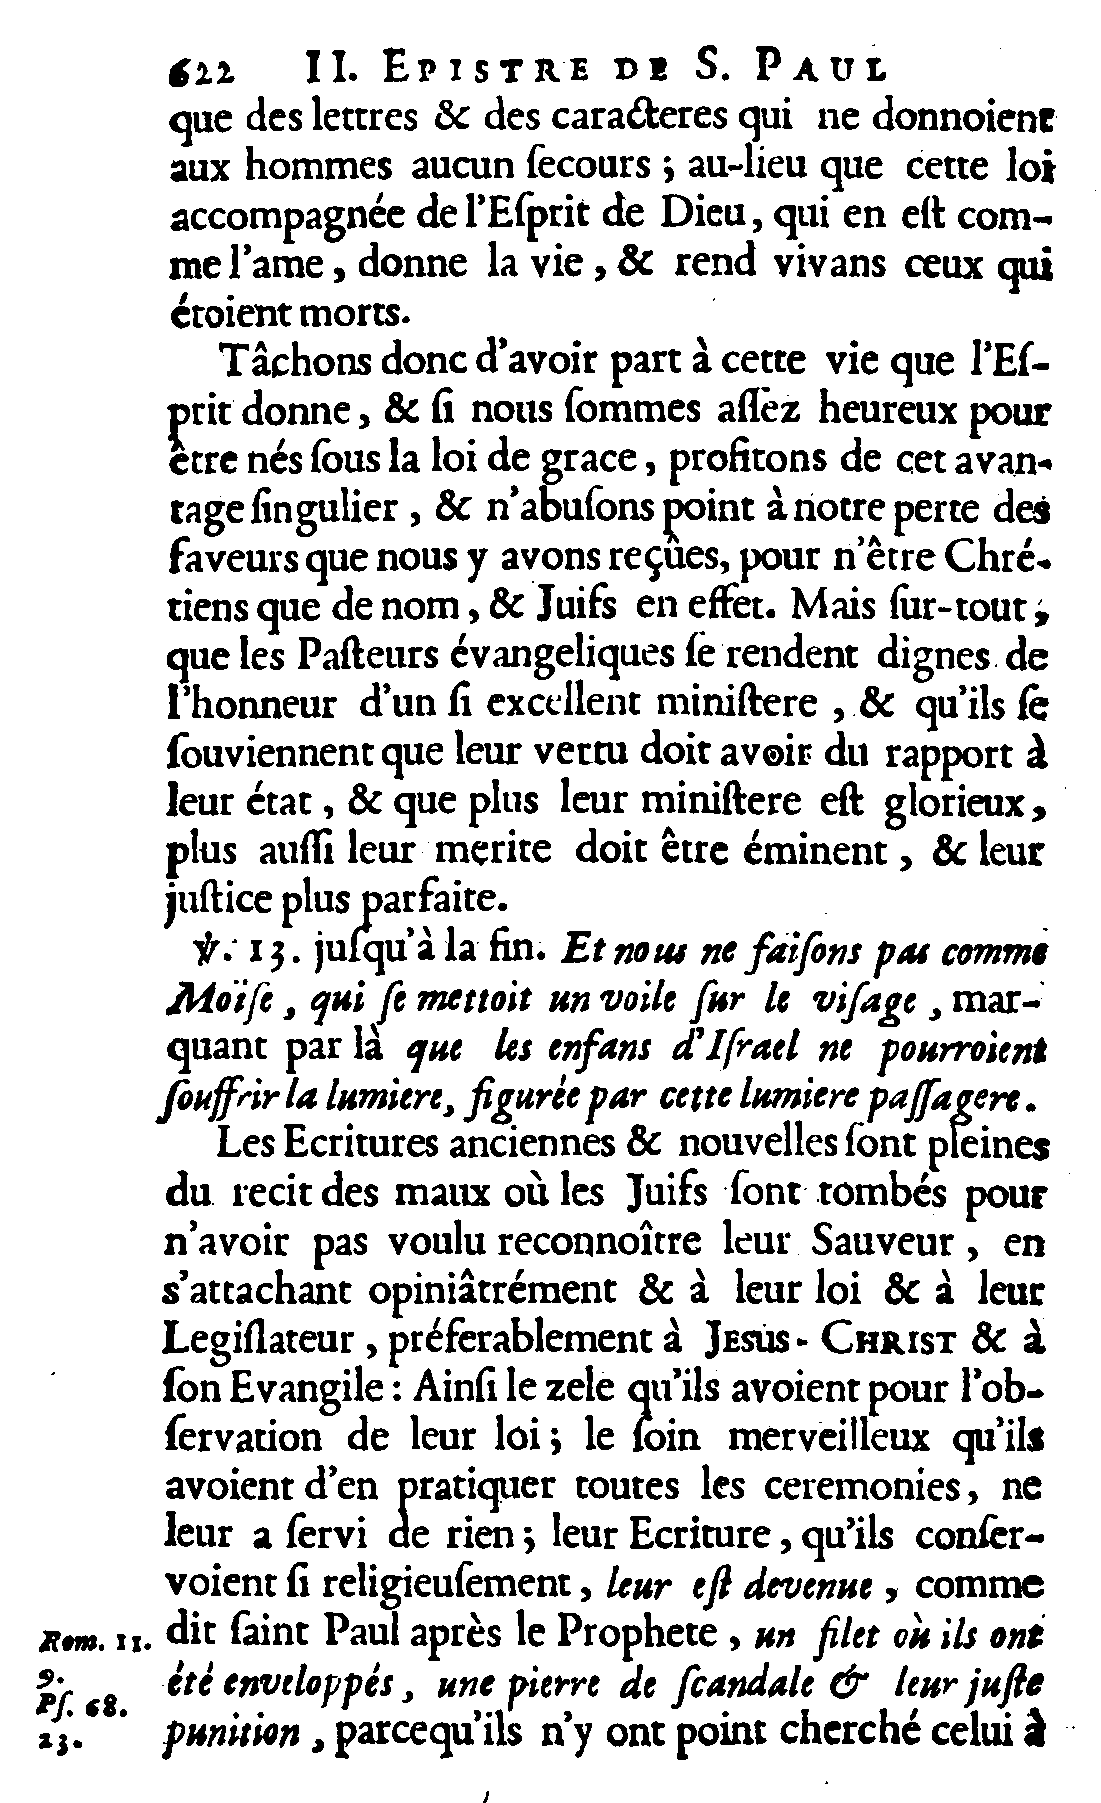 622 II. EPISTRE DE S. PAUL
que des lettres & des caracteres qui ne donnoient
aux hommes aucun ſecours ; au-lieu que cette loi
accompagnée de l'Eſprit de Dieu, qui en eſt com-
me l'ame, donne la vie, & rend vivans ceux qui
étoient morts.
Tâchons donc d'avoir part à cette vie que l'Eſ-
prit donne, & ſi nous ſommes aſſez heureux pour
être nés ſous la loi de grace, profitons de cet avan-
tage ſingulier, & n'abuſons point à notre perte des
faveurs que nous y avons reçûes, pour n'être Chré-
tiens que de nom, & Juifs en effet. Mais ſur-tout,
que les Paſteurs évangeliques ſe rendent dignes de
l'honneur d'un ſi excellent miniſtere, & qu'ils ſe
ſouviennent que leur vertu doit avoir du rapport à
leur état, & que plus leur miniſtere eſt glorieux,
plus auſſi leur merite doit être éminent, & leur
juſtice plus parfaite.
℣. 13. juſqu'à la fin. Et nous ne faiſons pas comme
Moïſe, qui ſe mettoit un voile ſur le viſage, mar-
quant par là que les enfans d'Iſrael ne pourroient
ſouffrir la lumiere, figurée par cette lumiere paſſagere.
Les Ecritures anciennes & nouvelles ſont pleines
du recit des maux où les Juifs ſont tombés pour
n'avoir pas voulu reconnoître leur Sauveur, en
s'attachant opiniâtrément & à leur loi & à leur
Legiſlateur, préferablement à JESUS-CHRIST & à
ſon Evangile : Ainſi le zele qu'ils avoient pour l'ob-
ſervation de leur loi ; le ſoin merveilleux qu'ils
avoient d'en pratiquer toutes les ceremonies, ne
leur a ſervi de rien ; leur Ecriture, qu'ils conſer-
voient ſi religieuſement, leur eſt devenue, comme
Rom. 11. dit ſaint Paul après le Prophete, un filet où ils ont
9.
été enveloppés, une pierre de ſcandale & leur juſte
Pſ. 68.
23. punition, parcequ'ils n'y ont point cherché celui à